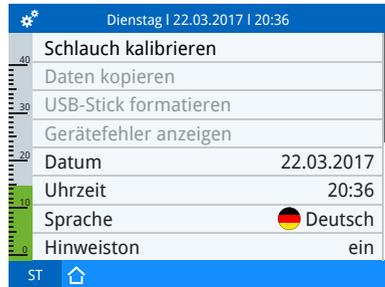 Dienstag l 22.03.2017 l 20:36
Schlauch kalibrieren
Daten kopieren
USB-Stick formatieren
Gerätefehler anzeigen
Datum 22.03.2017
Uhrzeit 20:36
Sprache Deutsch
Hinweiston ein
40
30
20
10
0
ST